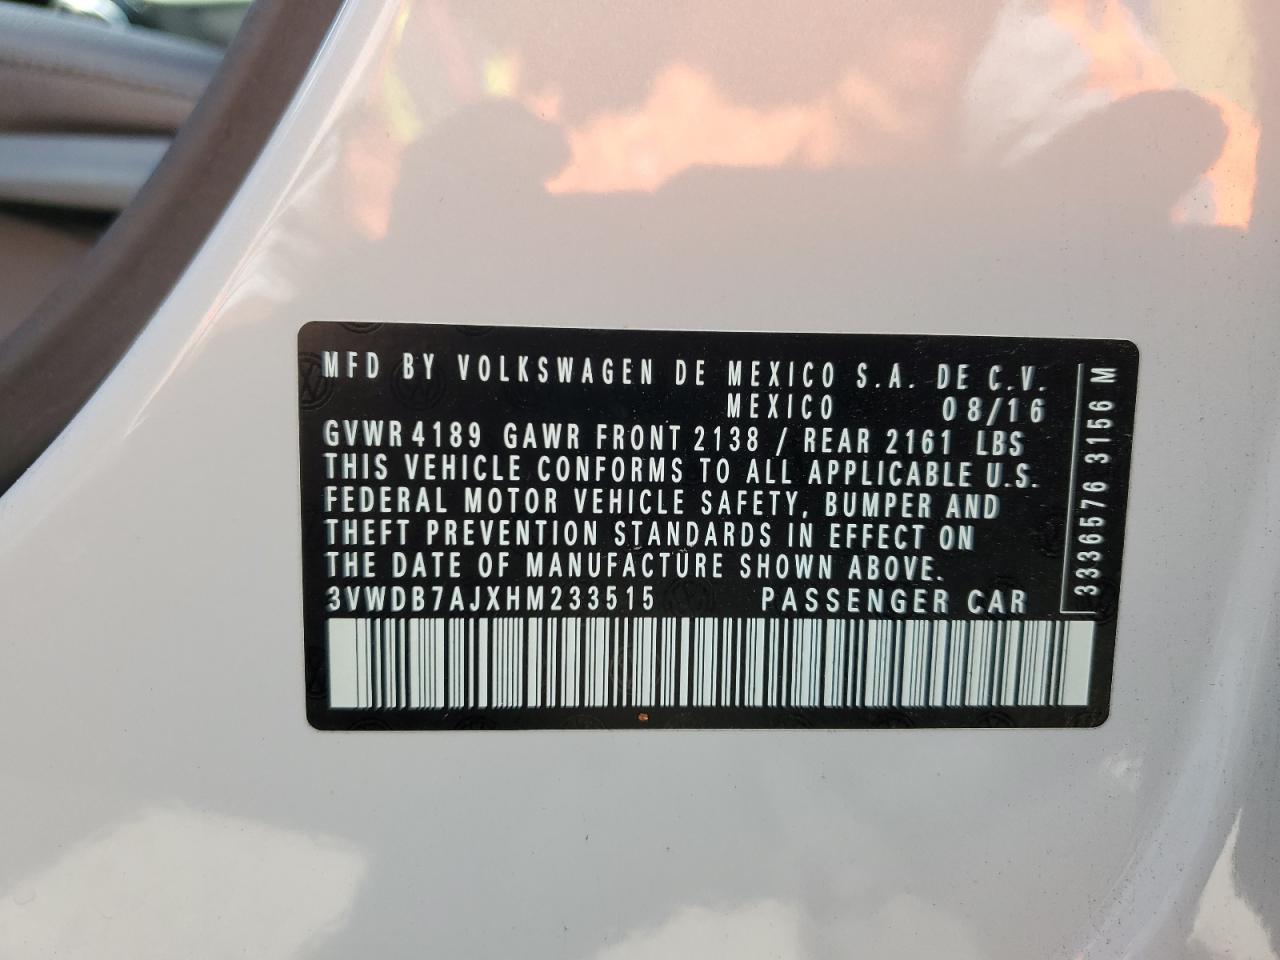 MFD BY VOLKSWAGEN DE MEXICO S.A. DE C.V.
MEXICO 08/16
GVWR 4189 GAWR FRONT 2138 / REAR 2161 LBS
THIS VEHICLE CONFORMS TO ALL APPLICABLE U.S.
FEDERAL MOTOR VEHICLE SAFETY, BUMPER AND
THEFT PREVENTION STANDARDS IN EFFECT ON
THE DATE OF MANUFACTURE SHOWN ABOVE.
3VWDB7AJXHM233515 PASSENGER CAR
3336576 3156 M